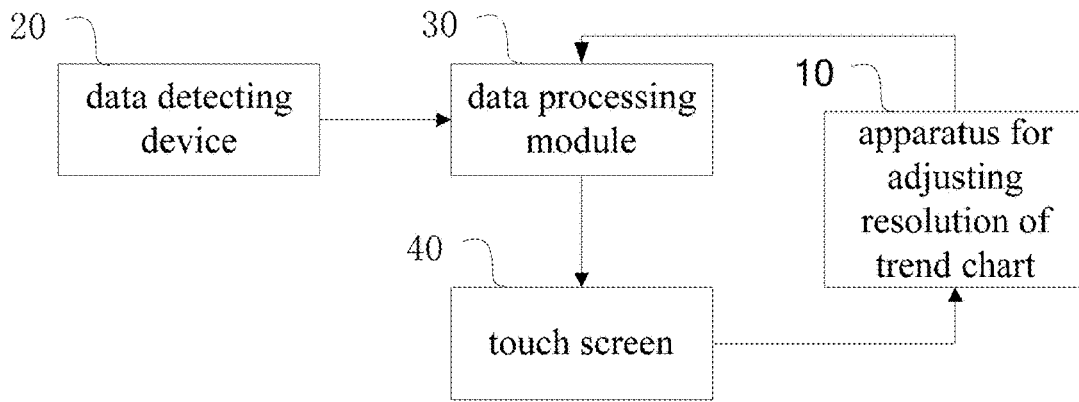 20
data detecting
device
30
data processing
module
10
apparatus for
adjusting
resolution of
trend chart
40
touch screen